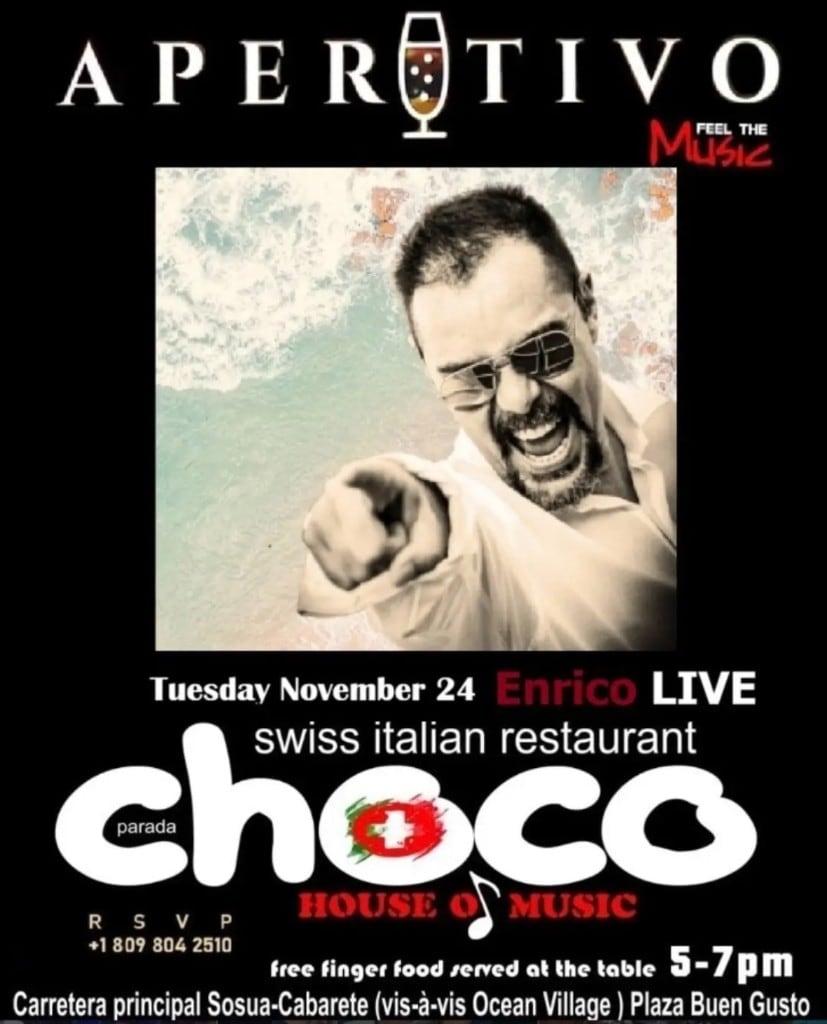 APERITIVO
FEEL THE
MUSIC
Tuesday November 24 Enrico LIVE
swiss italian restaurant
parada
choco
HOUSE OF MUSIC
RSVP
+1 809 804 2510
free finger food served at the table 5-7pm
Carretera principal Sosua-Cabarete (vis-à-vis Ocean Village ) Plaza Buen Gusto